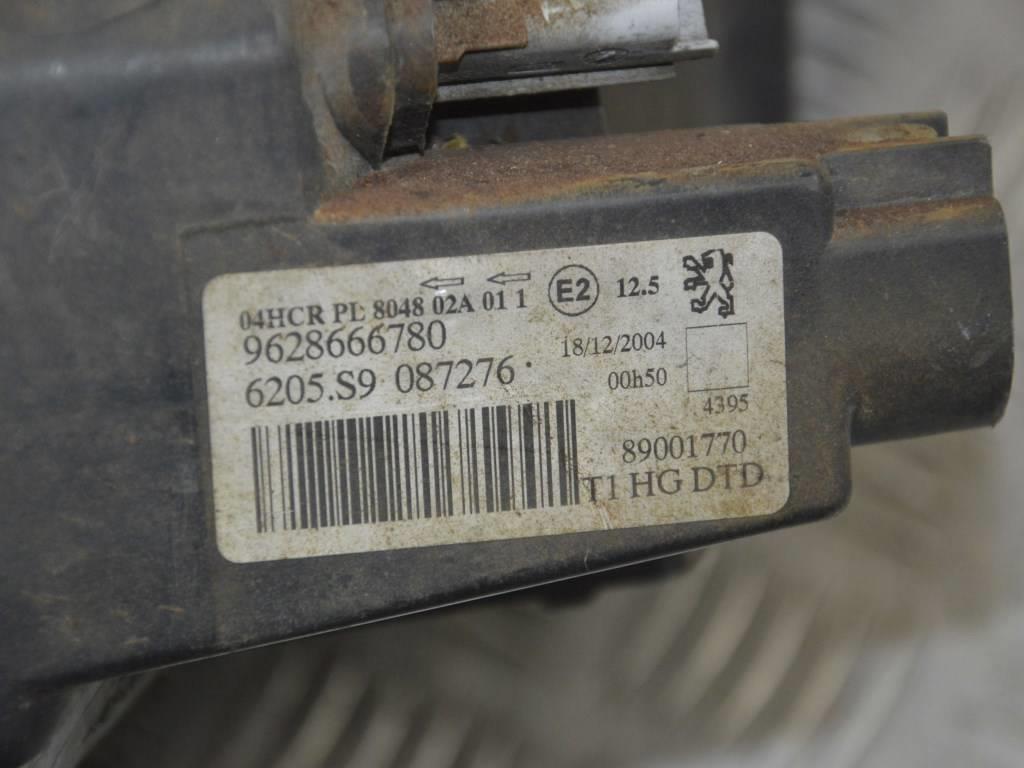 04HCR PL 8048 02A 01 1 E2 12.5
9628666780 18/12/2004
6205.S9 087276 00h50
4395
89001770
T1 HG DTD